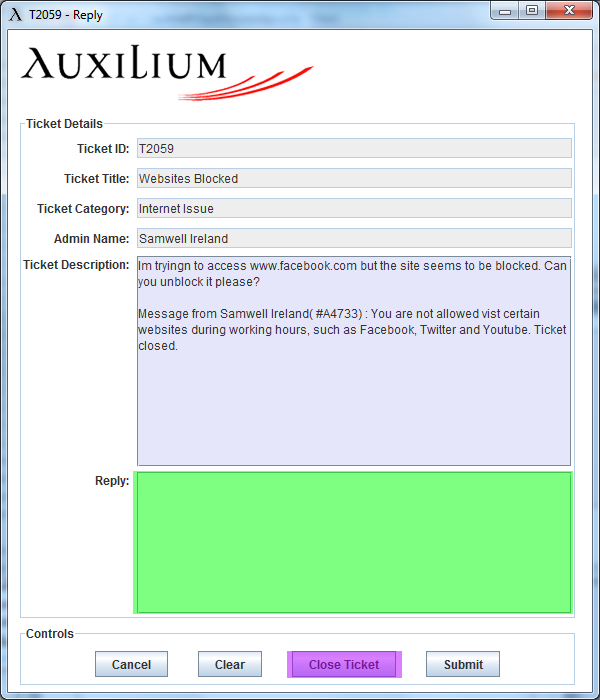 T2059 - Reply
AUXILIUM
Ticket Details
Ticket ID: T2059
Ticket Title: Websites Blocked
Ticket Category: Internet Issue
Admin Name: Samwell Ireland
Ticket Description: Im tryingn to access www.facebook.com but the site seems to be blocked. Can
you unblock it please?
Message from Samwell Ireland( #A4733) : You are not allowed vist certain
websites during working hours, such as Facebook, Twitter and Youtube. Ticket
closed.
Reply:
Controls
Cancel Clear Close Ticket Submit